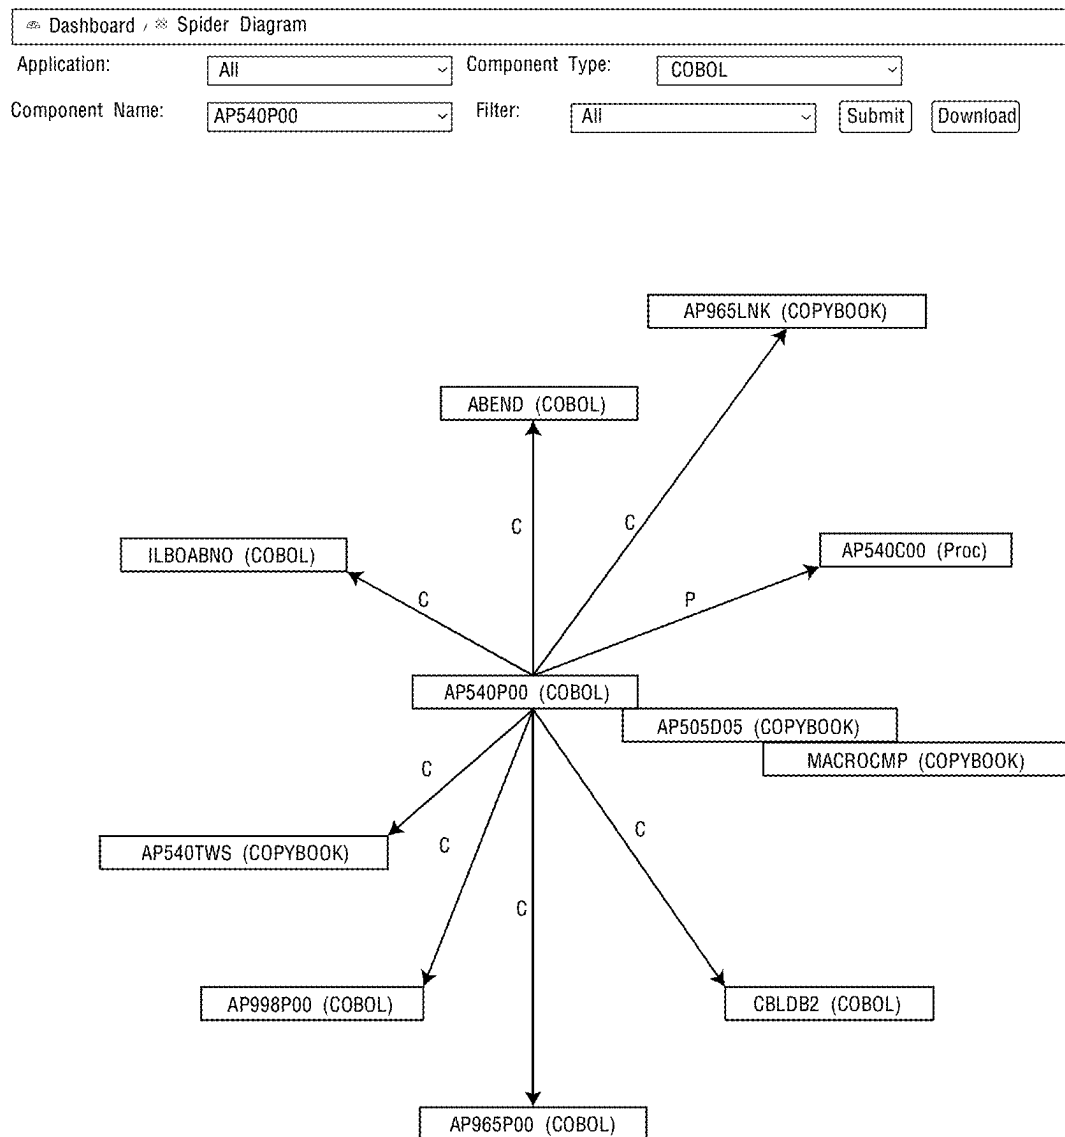 Dashboard / Spider Diagram
Application: All Component Type: COBOL
Component Name: AP540P00 Filter: All Submit Download
AP965LNK (COPYBOOK)
ABEND (COBOL)
C C
ILBOABNO (COBOL) AP540C00 (Proc)
C P
AP540P00 (COBOL)
AP505D05 (COPYBOOK)
MACROCMP (COPYBOOK)
C
C C
AP540TWS (COPYBOOK)
C
AP998P00 (COBOL) CBLDB2 (COBOL)
AP965P00 (COBOL)